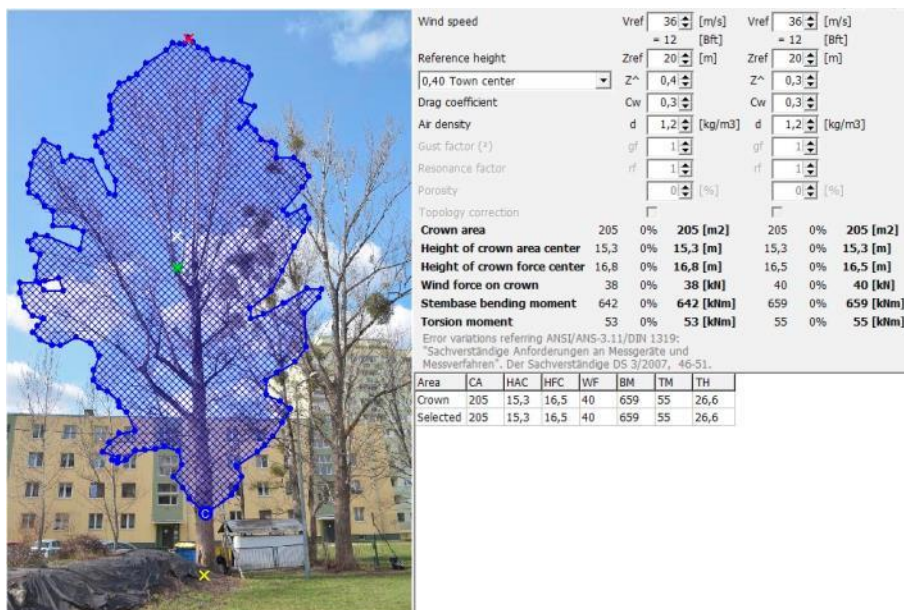 Wind speed Vref 36 [m/s] Vref 36 [m/s]
= 12 [Bft] = 12 [Bft]
Reference height Zref 20 [m] Zref 20 [m]
0,40 Town center Z^ 0,4 Z^ 0,3
Drag coefficient Cw 0,3 Cw 0,3
Air density d 1,2 [kg/m3] d 1,2 [kg/m3]
Gust factor (²) gf 1 gf 1
Resonance factor rf 1 rf 1
Porosity 0 [%] 0 [%]
Topology correction
Crown area 205 0% 205 [m2] 205 0% 205 [m2]
Height of crown area center 15,3 0% 15,3 [m] 15,3 0% 15,3 [m]
Height of crown force center 16,8 0% 16,8 [m] 16,5 0% 16,5 [m]
Wind force on crown 38 0% 38 [kN] 40 0% 40 [kN]
Stembase bending moment 642 0% 642 [kNm] 659 0% 659 [kNm]
Torsion moment 53 0% 53 [kNm] 55 0% 55 [kNm]
Error variations referring ANSI/ANS-3.11/DIN 1319:
"Sachverständige Anforderungen an Messgeräte und
Messverfahren". Der Sachverständige DS 3/2007, 46-51.
Area CA HAC HFC WF BM TM TH
Crown 205 15,3 16,5 40 659 55 26,6
Selected 205 15,3 16,5 40 659 55 26,6
C